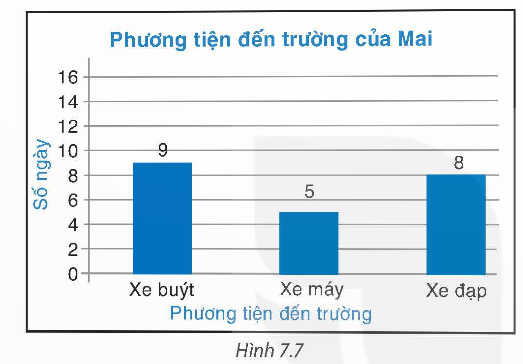 Phương tiện đến trường của Mai
16
14
12
10
8
6
4
2
0
Số ngày
9
5
8
Xe buýt Xe máy Xe đạp
Phương tiện đến trường
Hình 7.7